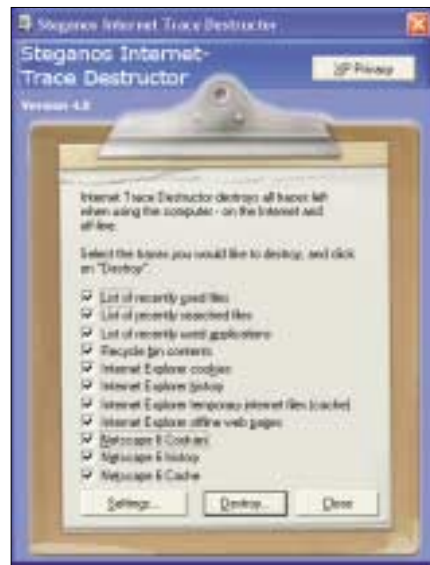 Steganos Internet Trace Destructor
Steganos Internet-
Trace Destructor
XP Privacy
Version 4.8
Internet Trace Destructor destroys all traces left
when using the computer - on the Internet and
off-line.
Select the traces you would like to destroy, and click
on "Destroy".
List of recently used files
List of recently searched files
List of recently used applications
Recycle bin contents
Internet Explorer cookies
Internet Explorer history
Internet Explorer temporary internet files (cache)
Internet Explorer offline web pages
Netscape 6 Cookies
Netscape 6 history
Netscape 6 Cache
Settings...
Destroy...
Close